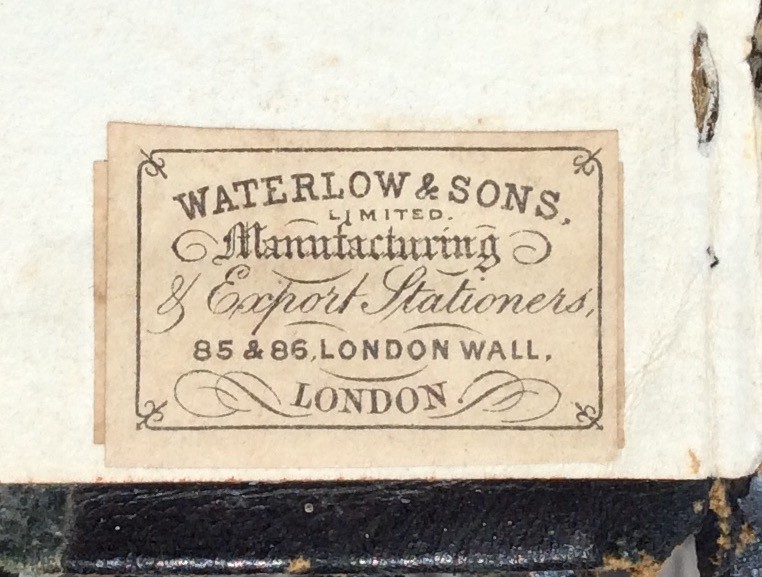 WATERLOW & SONS,
LIMITED.
Manufacturing
& Export Stationers,
85 & 86, LONDON WALL,
LONDON.